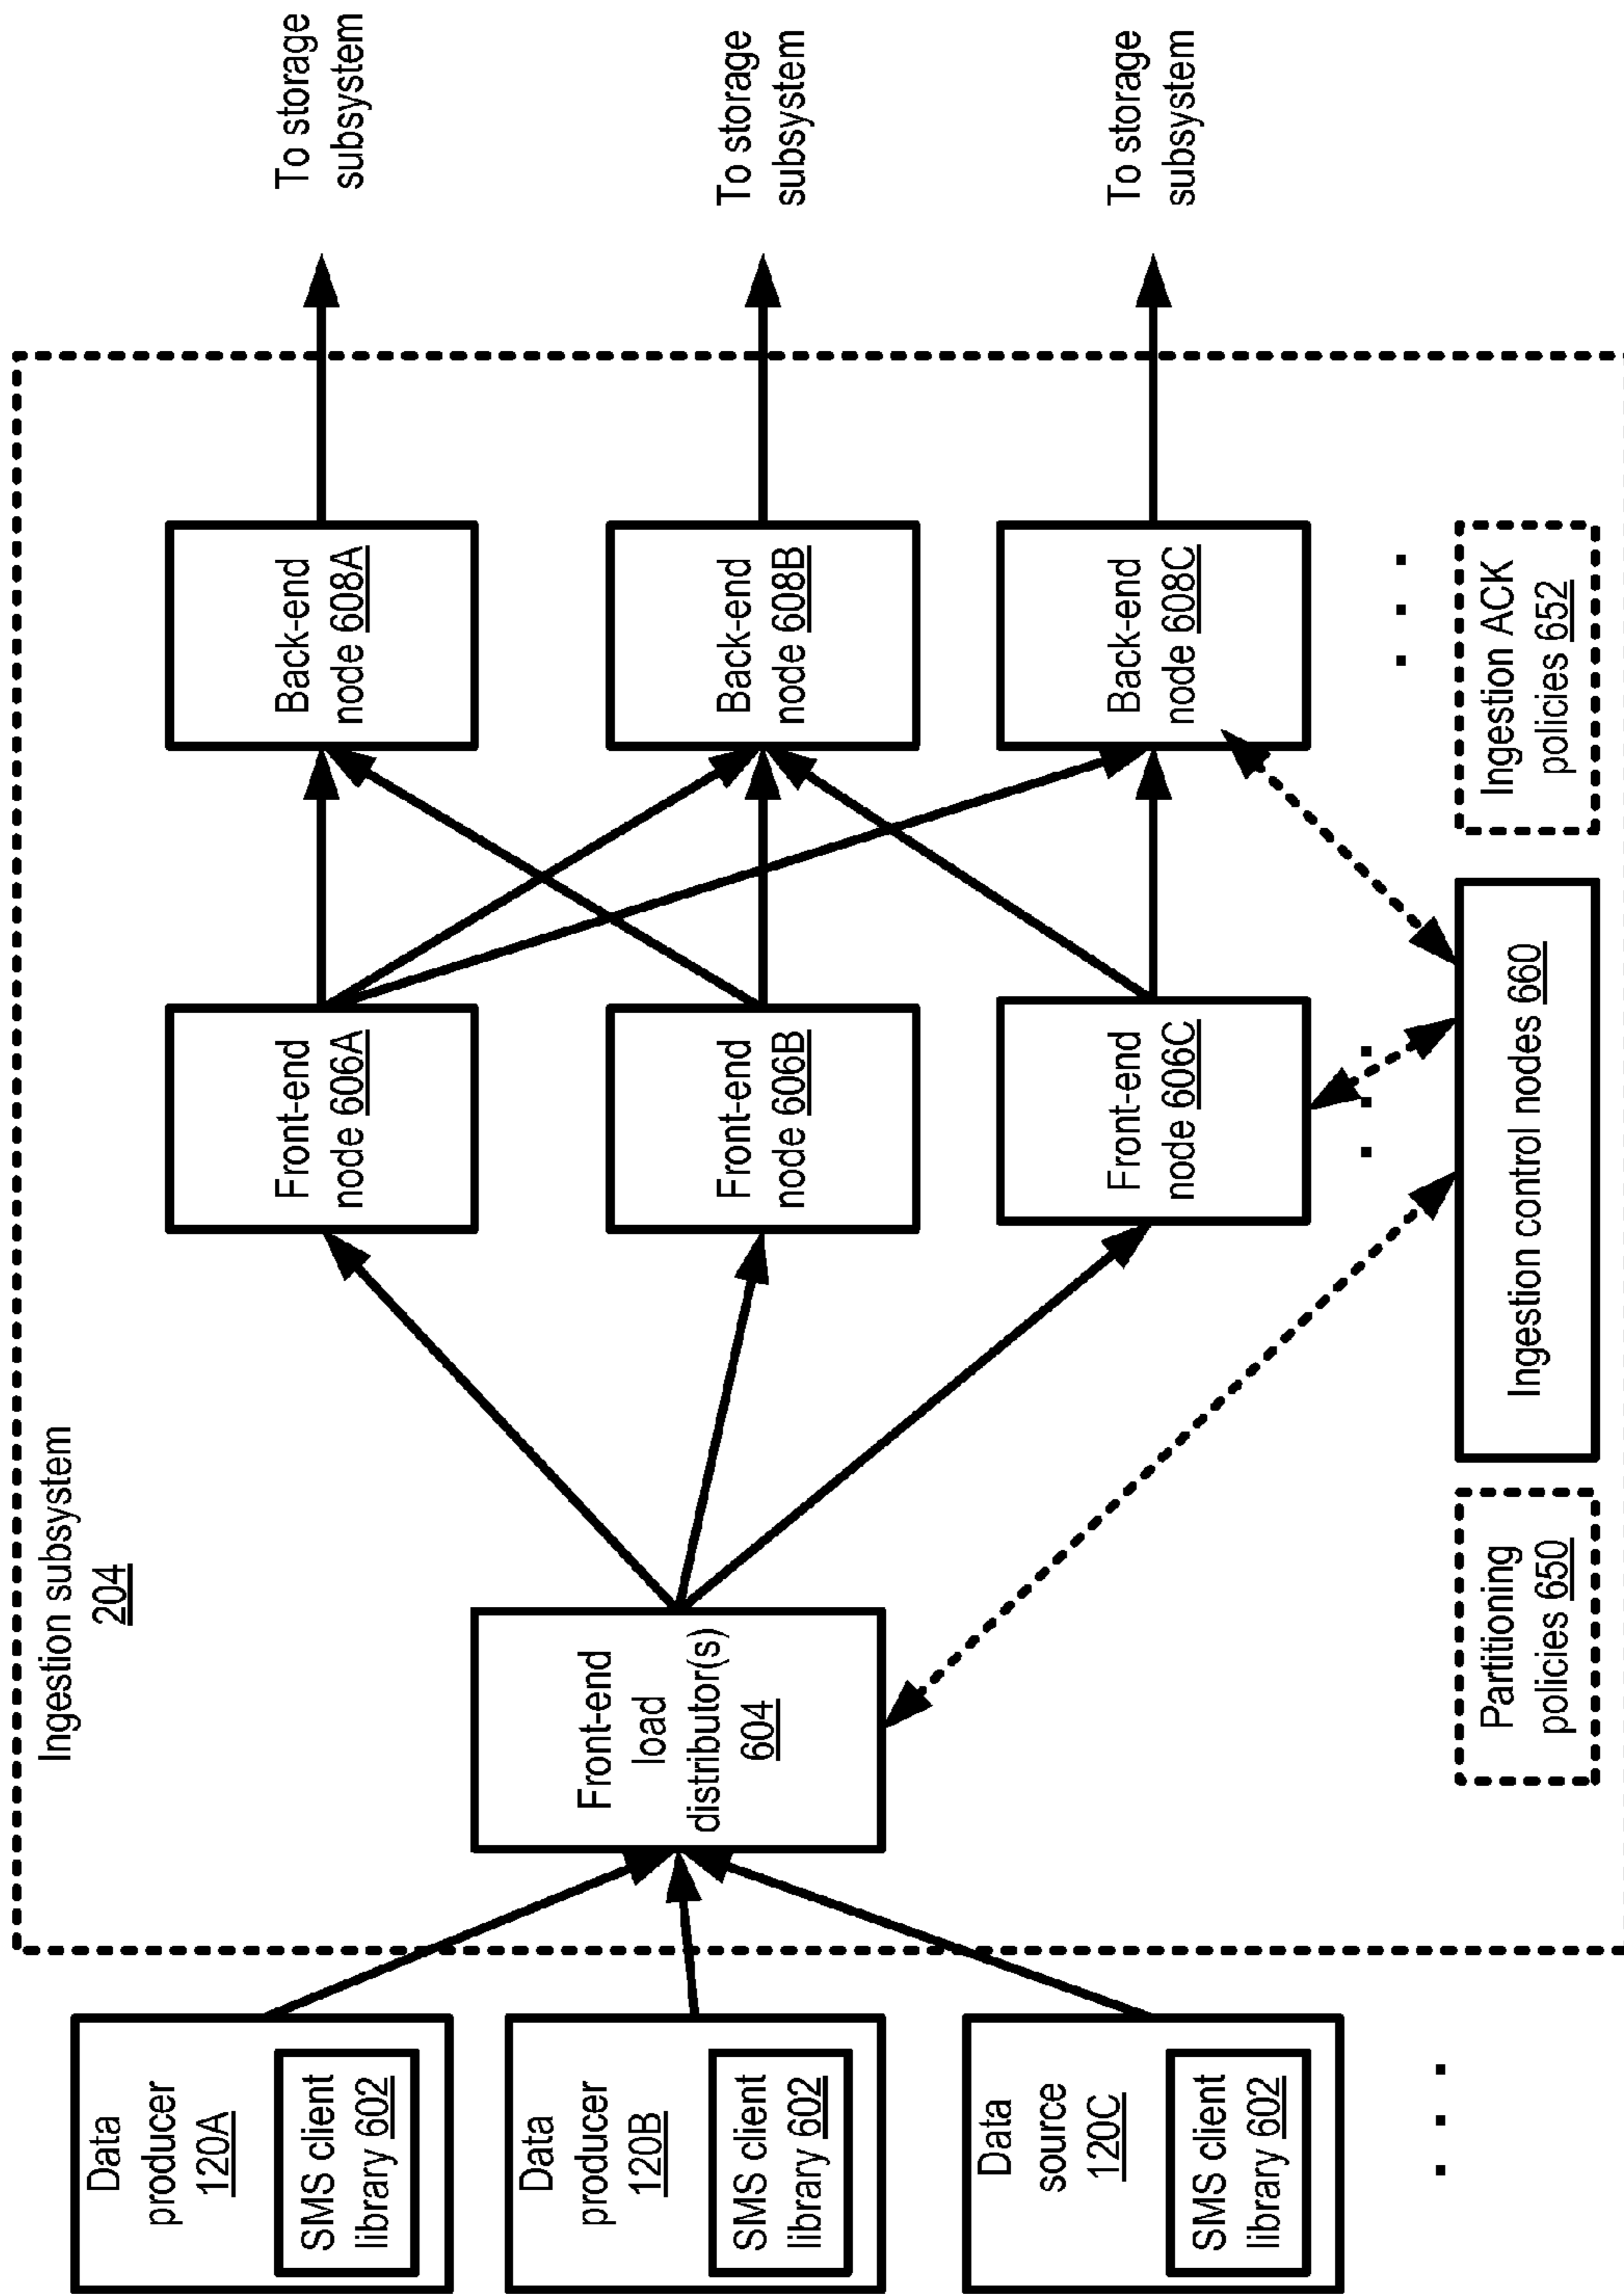 Ingestion subsystem
204
Data
producer
120A
SMS client
library 602
Data
producer
120B
SMS client
library 602
Data
source
120C
SMS client
library 602
. . .
Front-end
load
distributor(s)
604
Front-end
node 606A
Front-end
node 606B
Front-end
node 606C
. . .
Back-end
node 608A
Back-end
node 608B
Back-end
node 608C
. . .
To storage
subsystem
To storage
subsystem
To storage
subsystem
Partitioning
policies 650
Ingestion control nodes 660
Ingestion ACK
policies 652